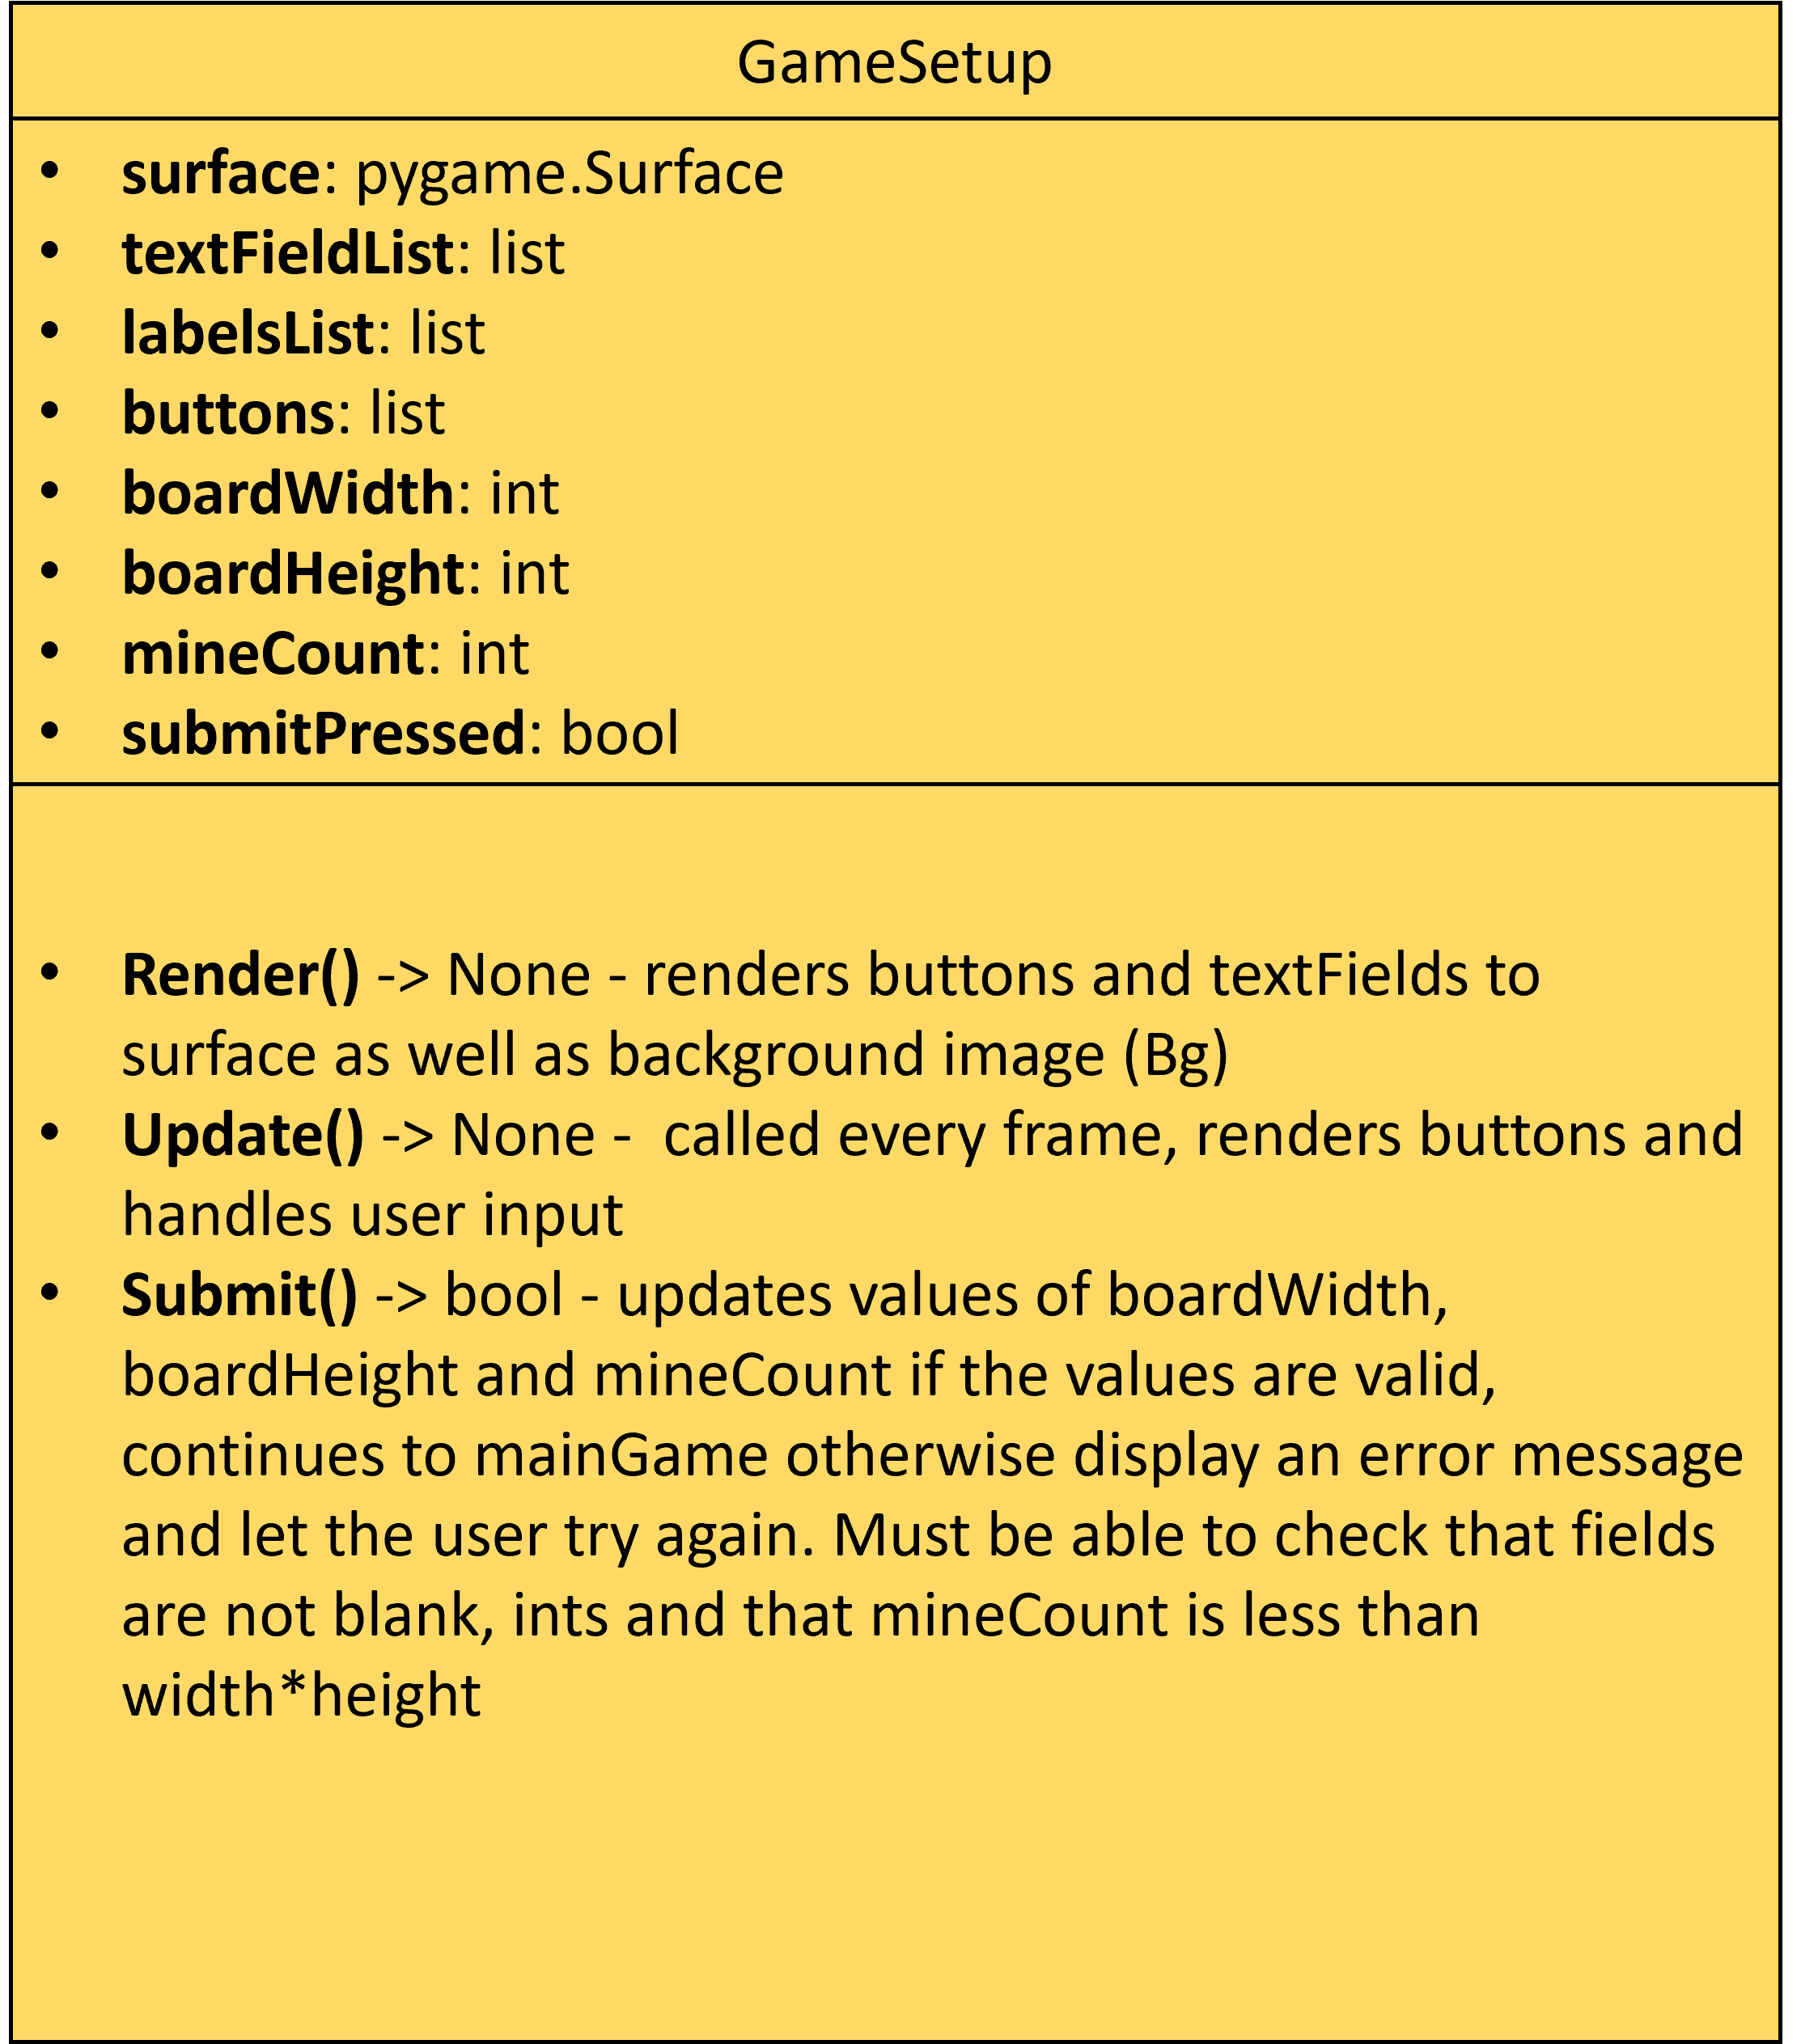 GameSetup
• surface: pygame.Surface
• textFieldList: list
• labelsList: list
• buttons: list
• boardWidth: int
• boardHeight: int
• mineCount: int
• submitPressed: bool
• Render() -> None - renders buttons and textFields to
surface as well as background image (Bg)
• Update() -> None -  called every frame, renders buttons and
handles user input
• Submit() -> bool - updates values of boardWidth,
boardHeight and mineCount if the values are valid,
continues to mainGame otherwise display an error message
and let the user try again. Must be able to check that fields
are not blank, ints and that mineCount is less than
width*height